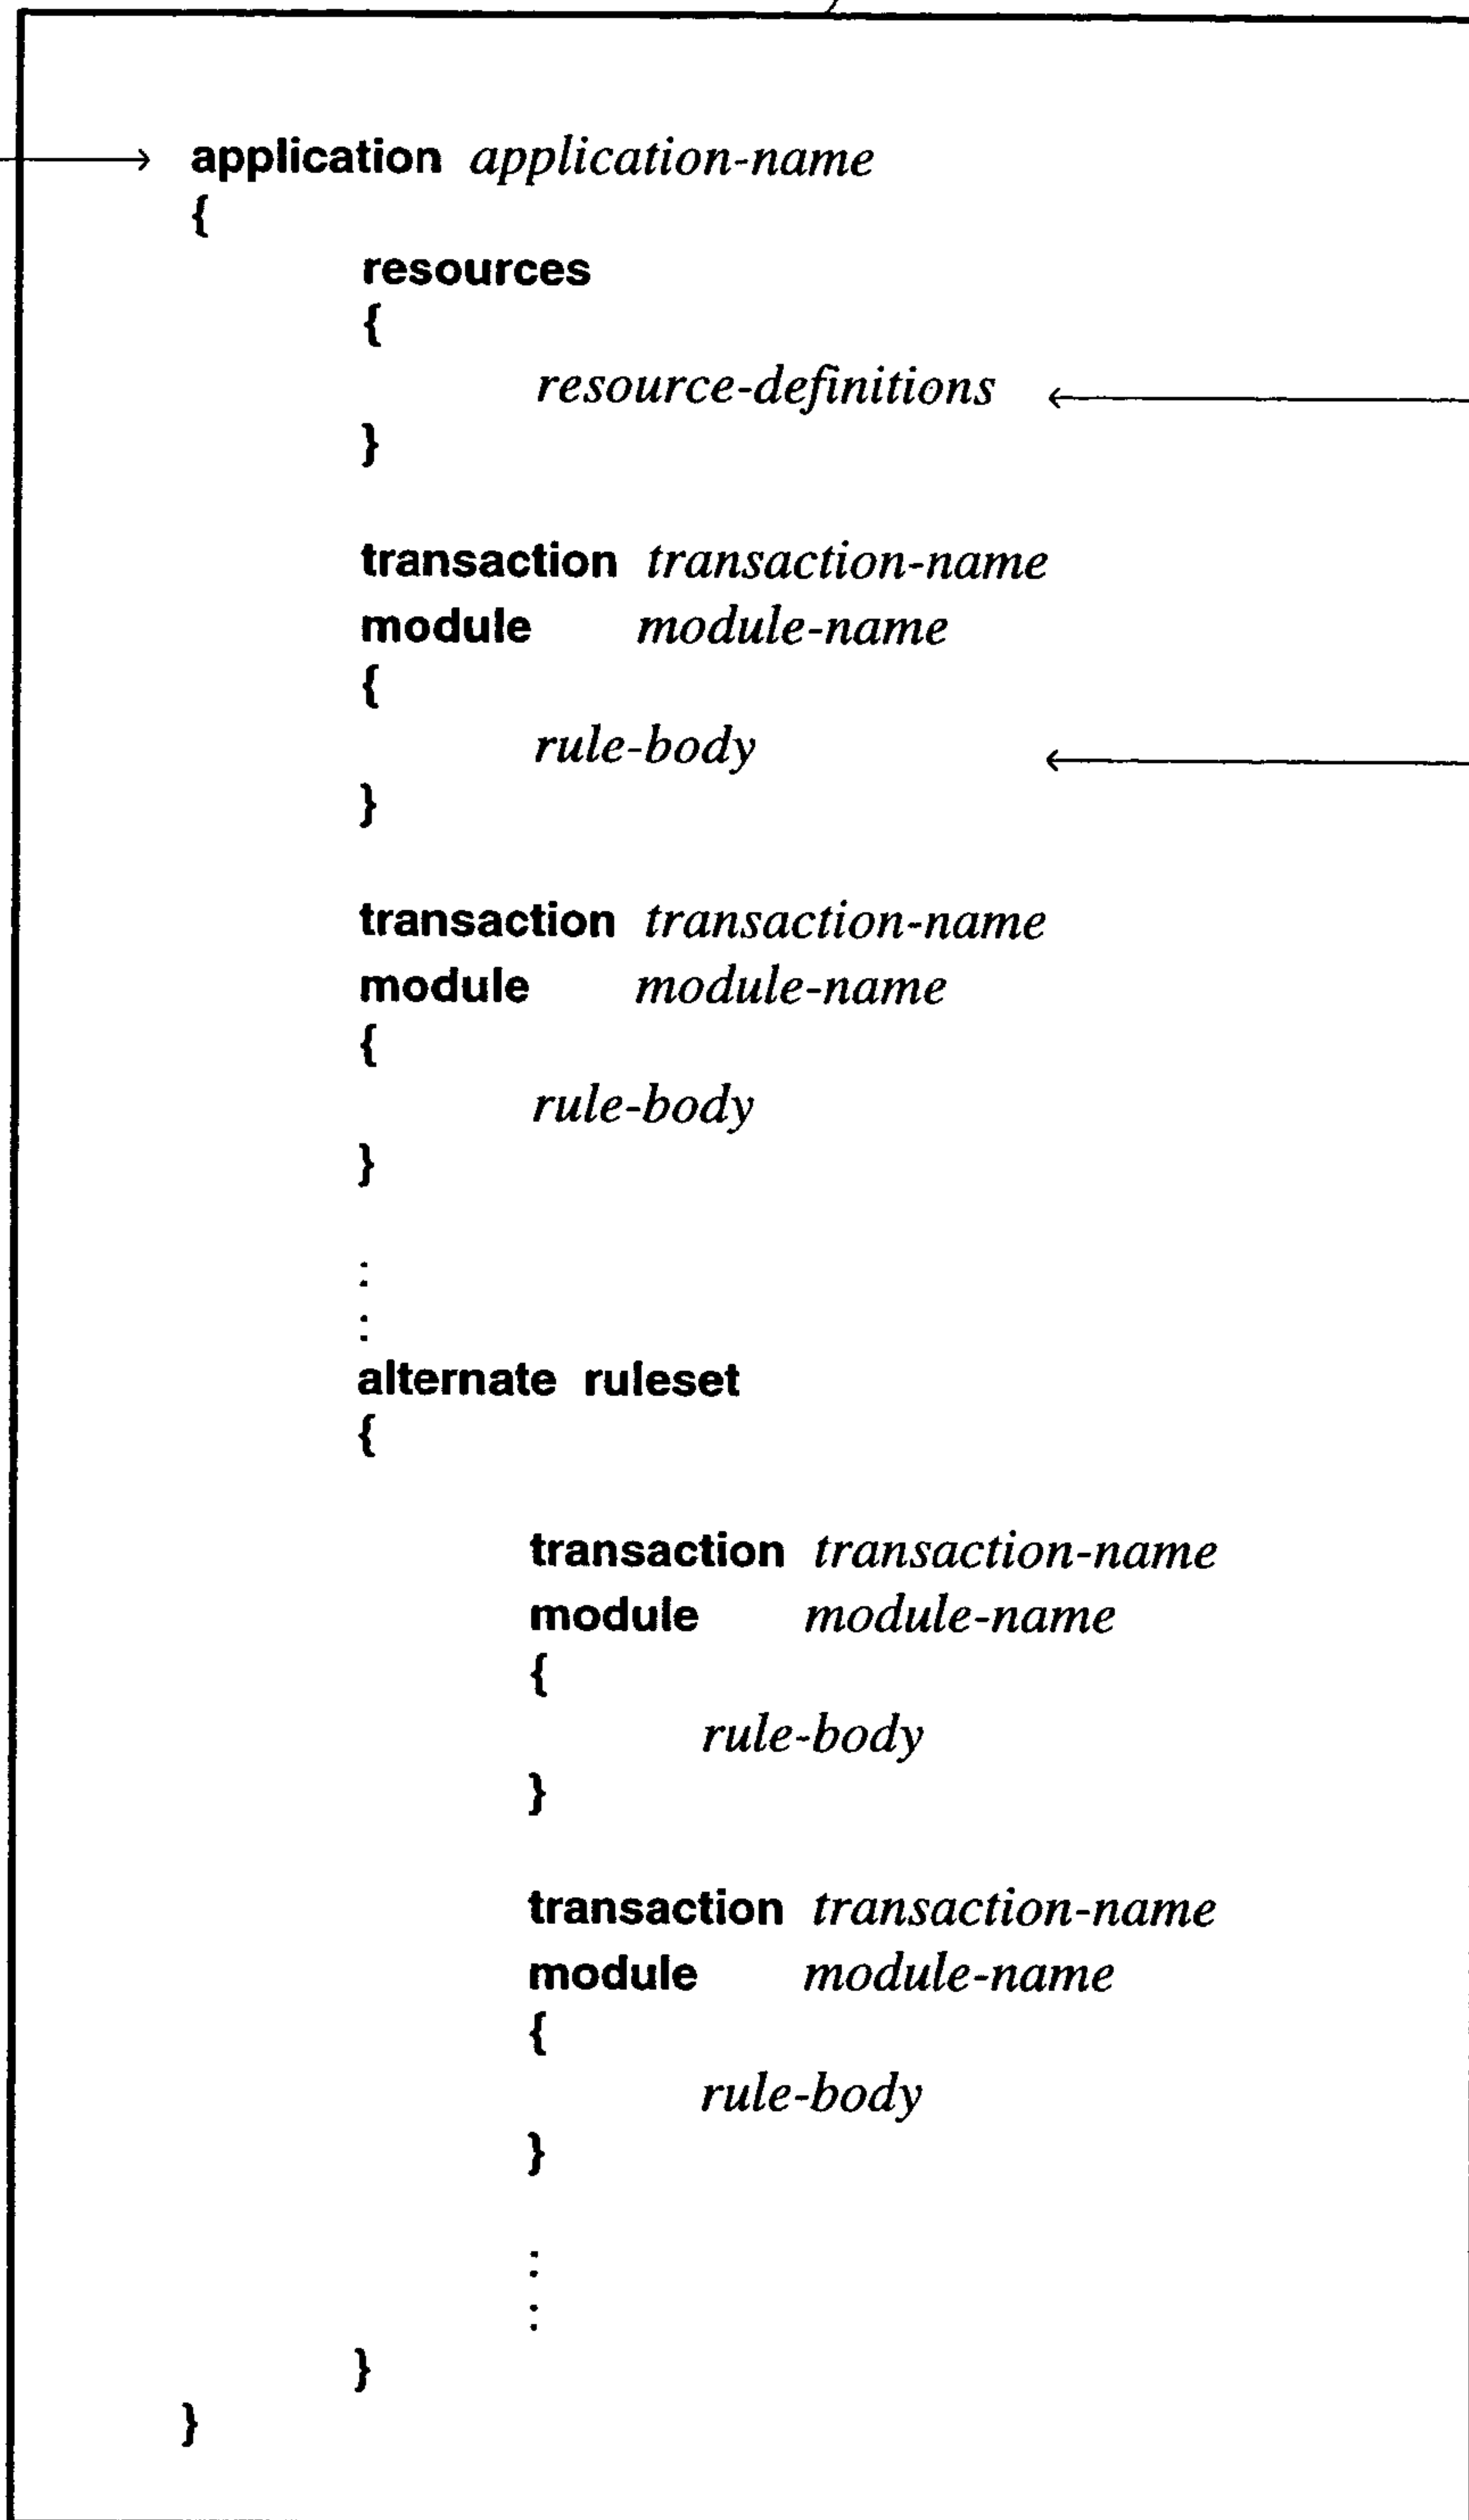 application application-name
{
resources
{
resource-definitions
}
transaction transaction-name
module module-name
{
rule-body
}
transaction transaction-name
module module-name
{
rule-body
}
:
:
alternate ruleset
{
transaction transaction-name
module module-name
{
rule-body
}
transaction transaction-name
module module-name
{
rule-body
}
:
:
}
}